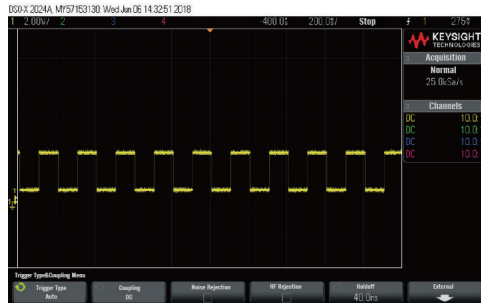 DSO-X 2024A, MY57153130: Wed Jun 06 14:32:51 2018
1 2.00V/ 2 3 4 -400.0s 200.0s/ Stop 1 2.75V
KEYSIGHT
TECHNOLOGIES
Acquisition
Normal
25.0kSa/s
Channels
DC 10.0:
DC 10.0:
DC 10.0:
DC 10.0:
Trigger Type&Coupling Menu
Trigger Type
Auto
Coupling
DC
Noise Rejection
HF Rejection
Holdoff
40.0ns
External